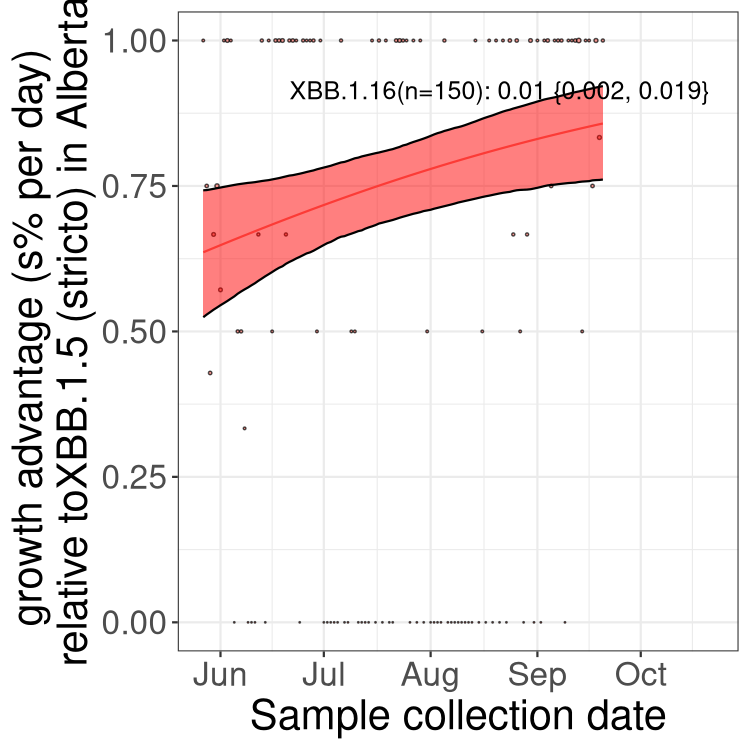 growth advantage (s% per day)
relative toXBB.1.5 (stricto) in Alberta
1.00
0.75
0.50
0.25
0.00
XBB.1.16(n=150): 0.01 {0.002, 0.019}
Jun Jul Aug Sep Oct
Sample collection date